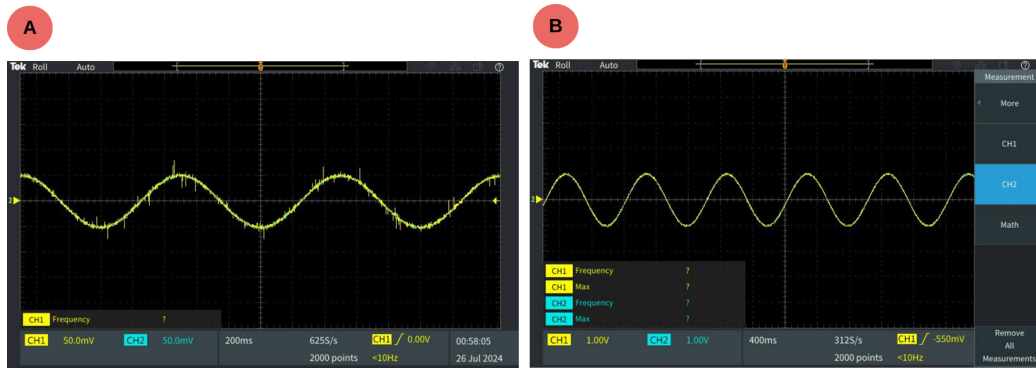 A
B
Tek Roll Auto
1
CH1 Frequency ?
CH1 50.0mV CH2 50.0mV 200ms 625S/s CH1 0.00V 00:58:05
2000 points <10Hz 26 Jul 2024
Tek Roll Auto
1
CH1 Frequency ?
CH1 Max ?
CH2 Frequency ?
CH2 Max ?
CH1 1.00V CH2 1.00V 400ms 312S/s CH1 -550mV
2000 points <10Hz
Measurement
More
CH1
CH2
Math
Remove
All
Measurements